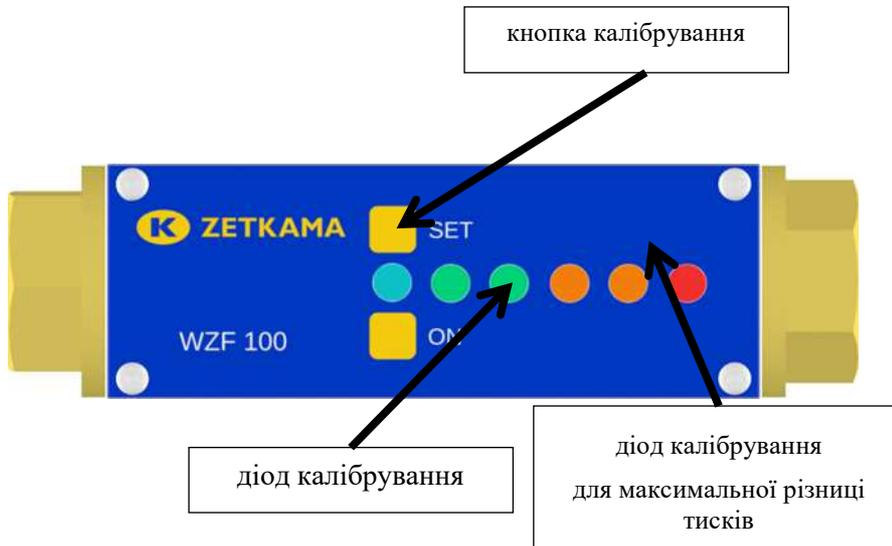 кнопка калібрування
K ZETKAMA
SET
WZF 100
ON
діод калібрування
діод калібрування
для максимальної різниці
тисків